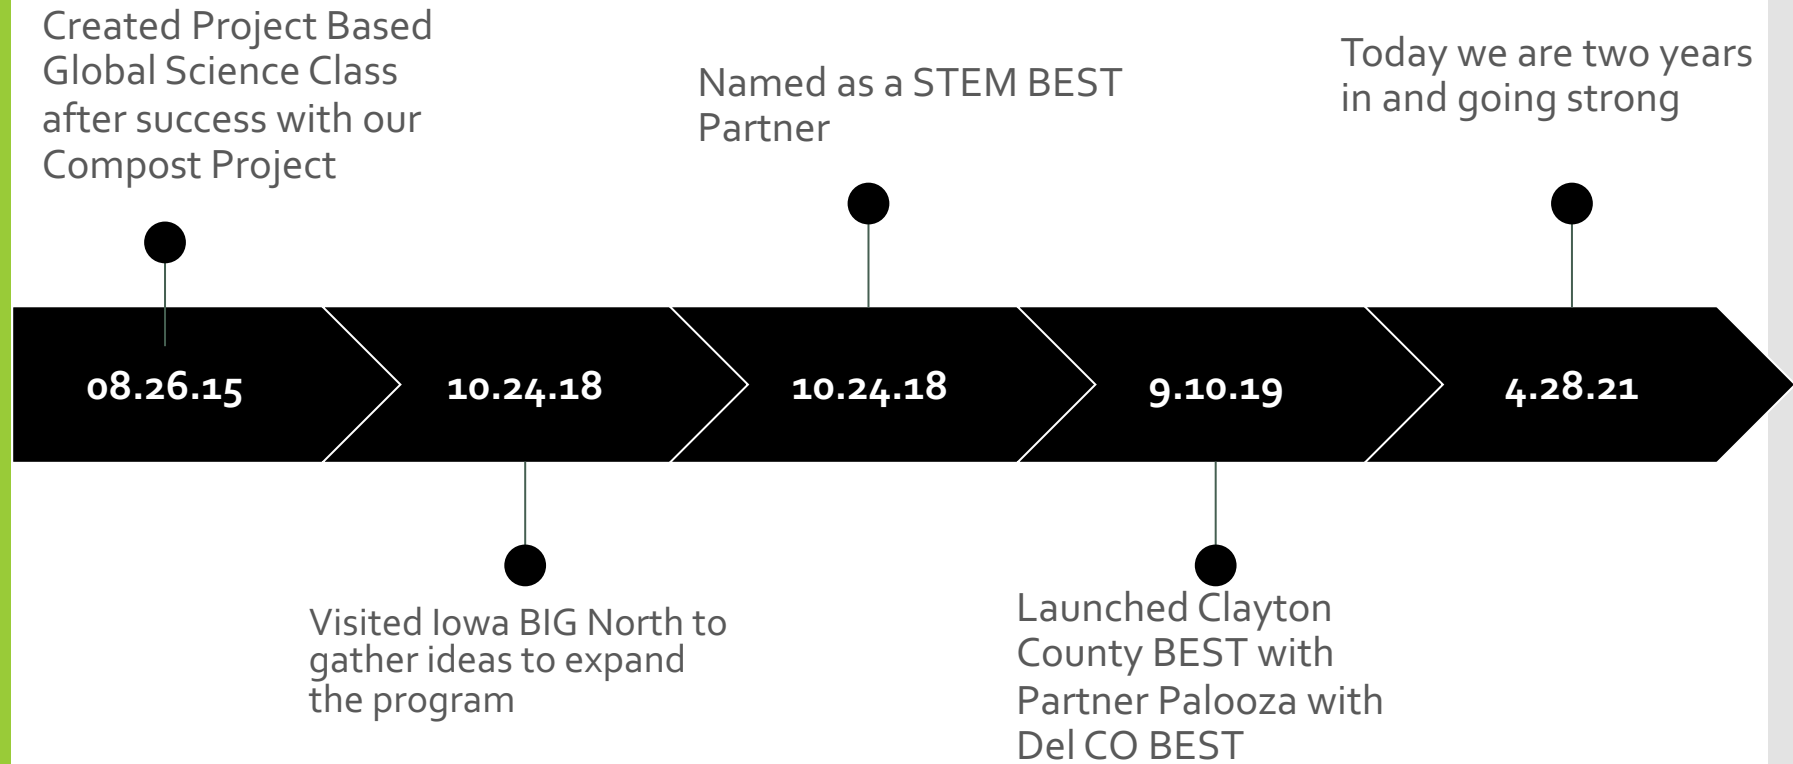 Created Project Based
Global Science Class
after success with our
Compost Project
Named as a STEM BEST
Partner
Today we are two years
in and going strong
08.26.15
10.24.18
10.24.18
9.10.19
4.28.21
Visited Iowa BIG North to
gather ideas to expand
the program
Launched Clayton
County BEST with
Partner Palooza with
Del CO BEST